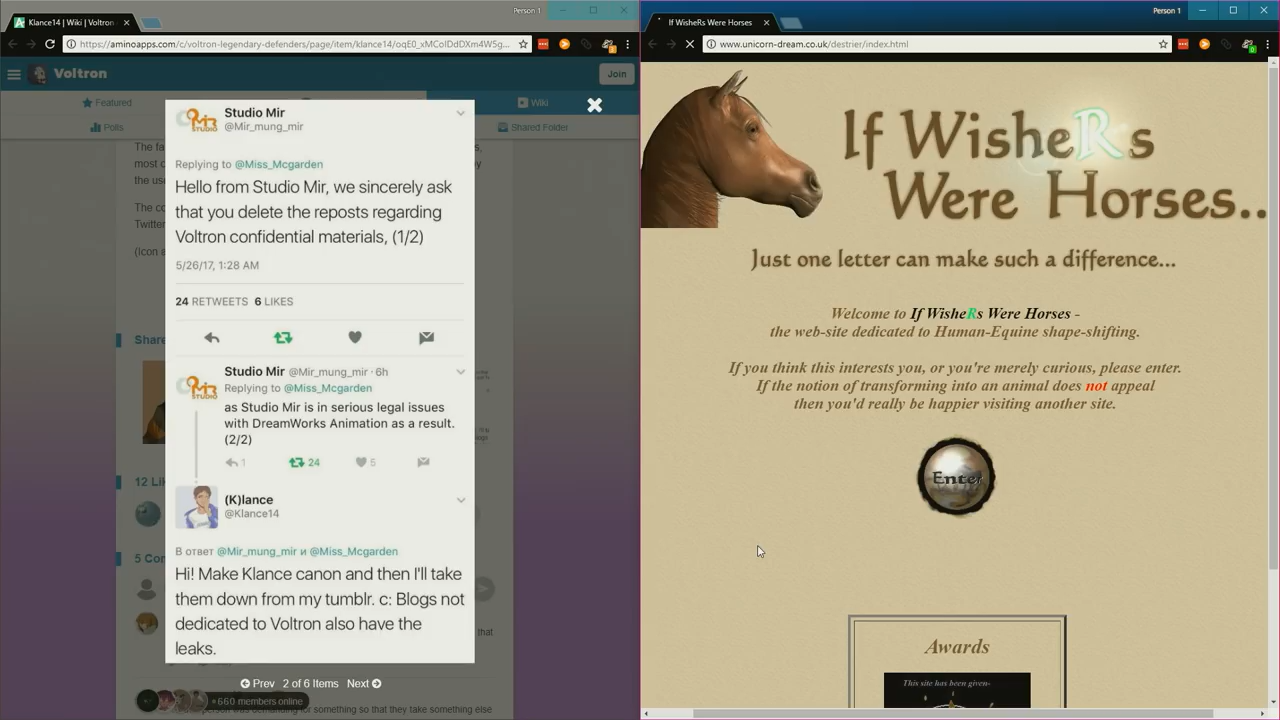 Person 1
Klance14 | Wiki | Voltron
https://aminoapps.com/c/voltron-legendary-defenders/page/item/klance14/oqE0_xMCoIDdDXm4W5g...
Voltron
Join
Featured
Wiki
Polls
Shared Folder
Studio Mir
@Mir_mung_mir
Replying to @Miss_Mcgarden
Hello from Studio Mir, we sincerely ask
that you delete the reposts regarding
Voltron confidential materials, (1/2)
5/26/17, 1:28 AM
24 RETWEETS 6 LIKES
Studio Mir @Mir_mung_mir · 6h
Replying to @Miss_Mcgarden
as Studio Mir is in serious legal issues
with DreamWorks Animation as a result.
(2/2)
1 24 5
(K)lance
@Klance14
В ответ @Mir_mung_mir и @Miss_Mcgarden
Hi! Make Klance canon and then I'll take
them down from my tumblr. c: Blogs not
dedicated to Voltron also have the
leaks.
Prev 2 of 6 Items Next
+660 members online
Person 1
If WisheRs Were Horses
www.unicorn-dream.co.uk/destrier/index.html
If WisheRs
Were Horses..
Just one letter can make such a difference...
Welcome to If WisheRs Were Horses -
the web-site dedicated to Human-Equine shape-shifting.
If you think this interests you, or you're merely curious, please enter.
If the notion of transforming into an animal does not appeal
then you'd really be happier visiting another site.
Enter
Awards
This site has been given-